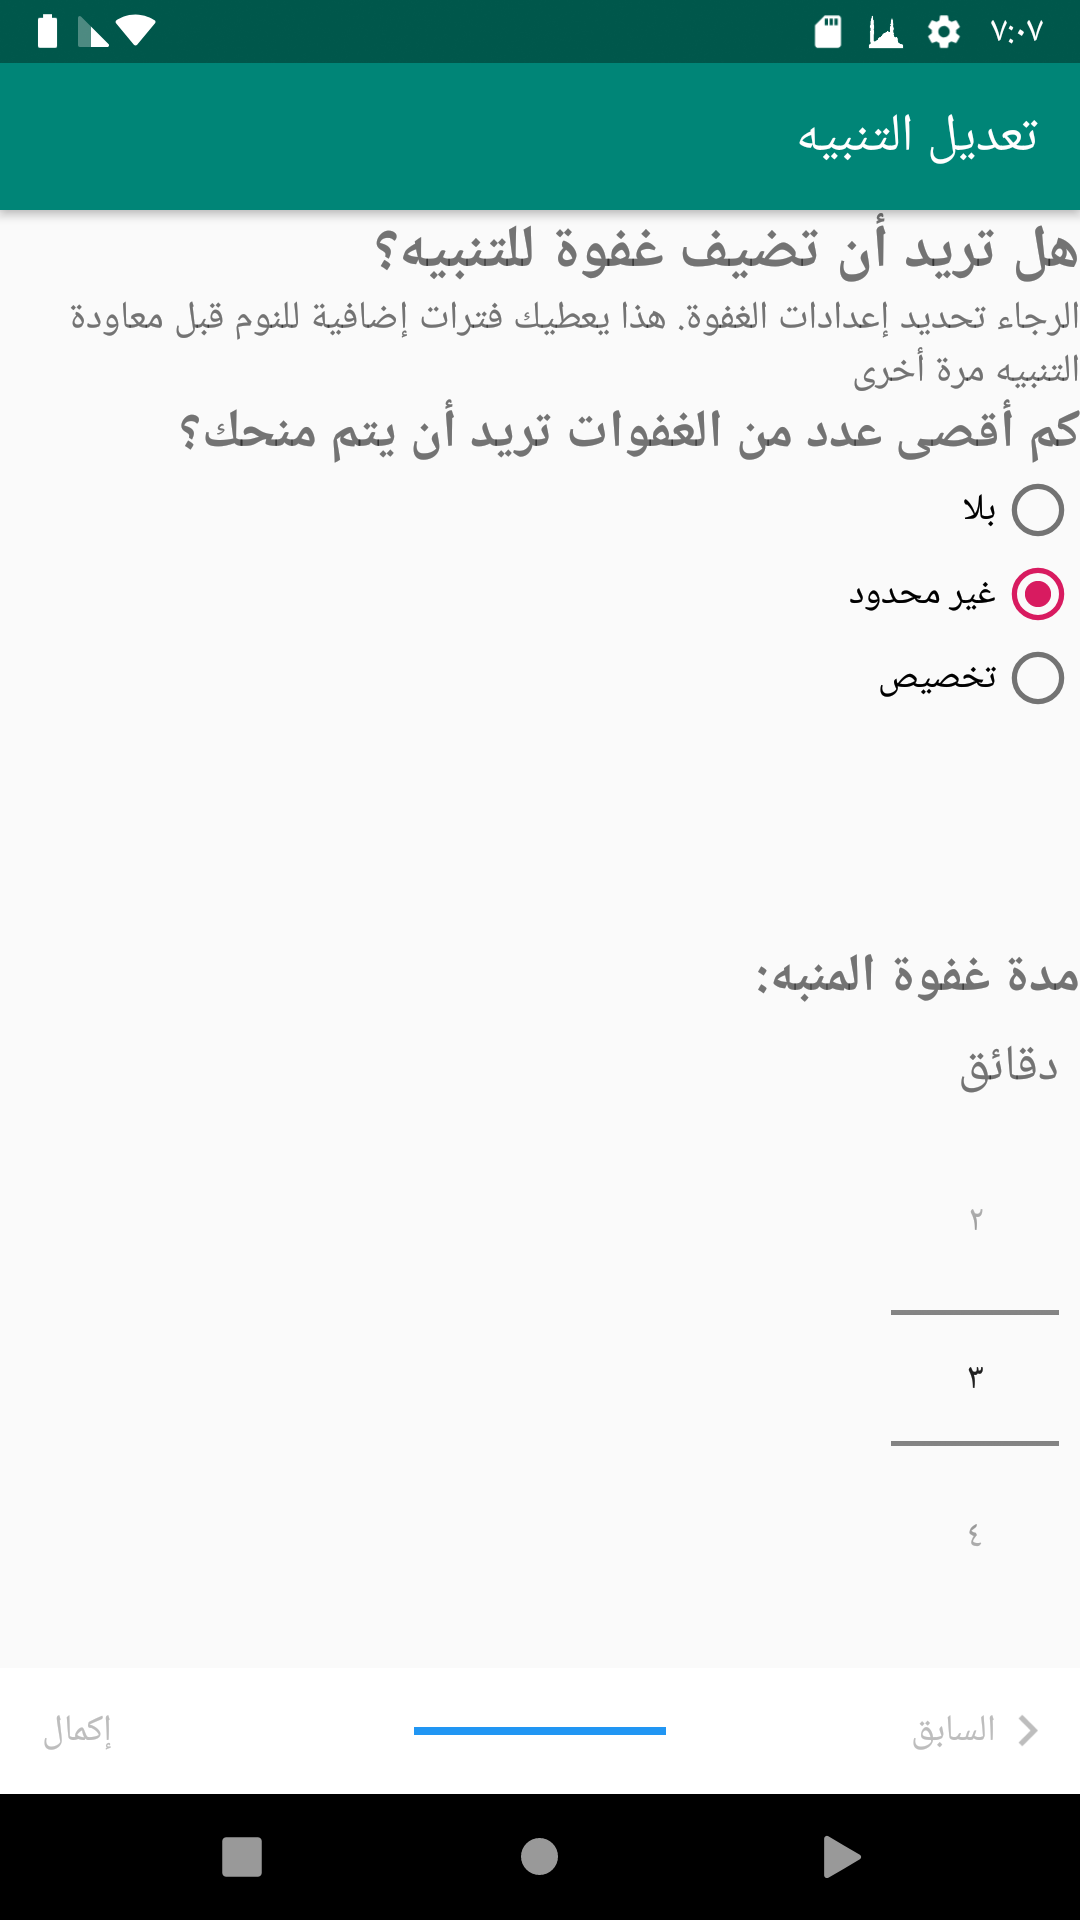 ٧:٠٧
تعديل التنبيه
هل تريد أن تضيف غفوة للتنبيه؟
الرجاء تحديد إعدادات الغفوة. هذا يعطيك فترات إضافية للنوم قبل معاودة
التنبيه مرة أخرى
كم أقصى عدد من الغفوات تريد أن يتم منحك؟
بلا
غير محدود
تخصيص
مدة غفوة المنبه:
دقائق
٢
٣
٤
السابق
إكمال